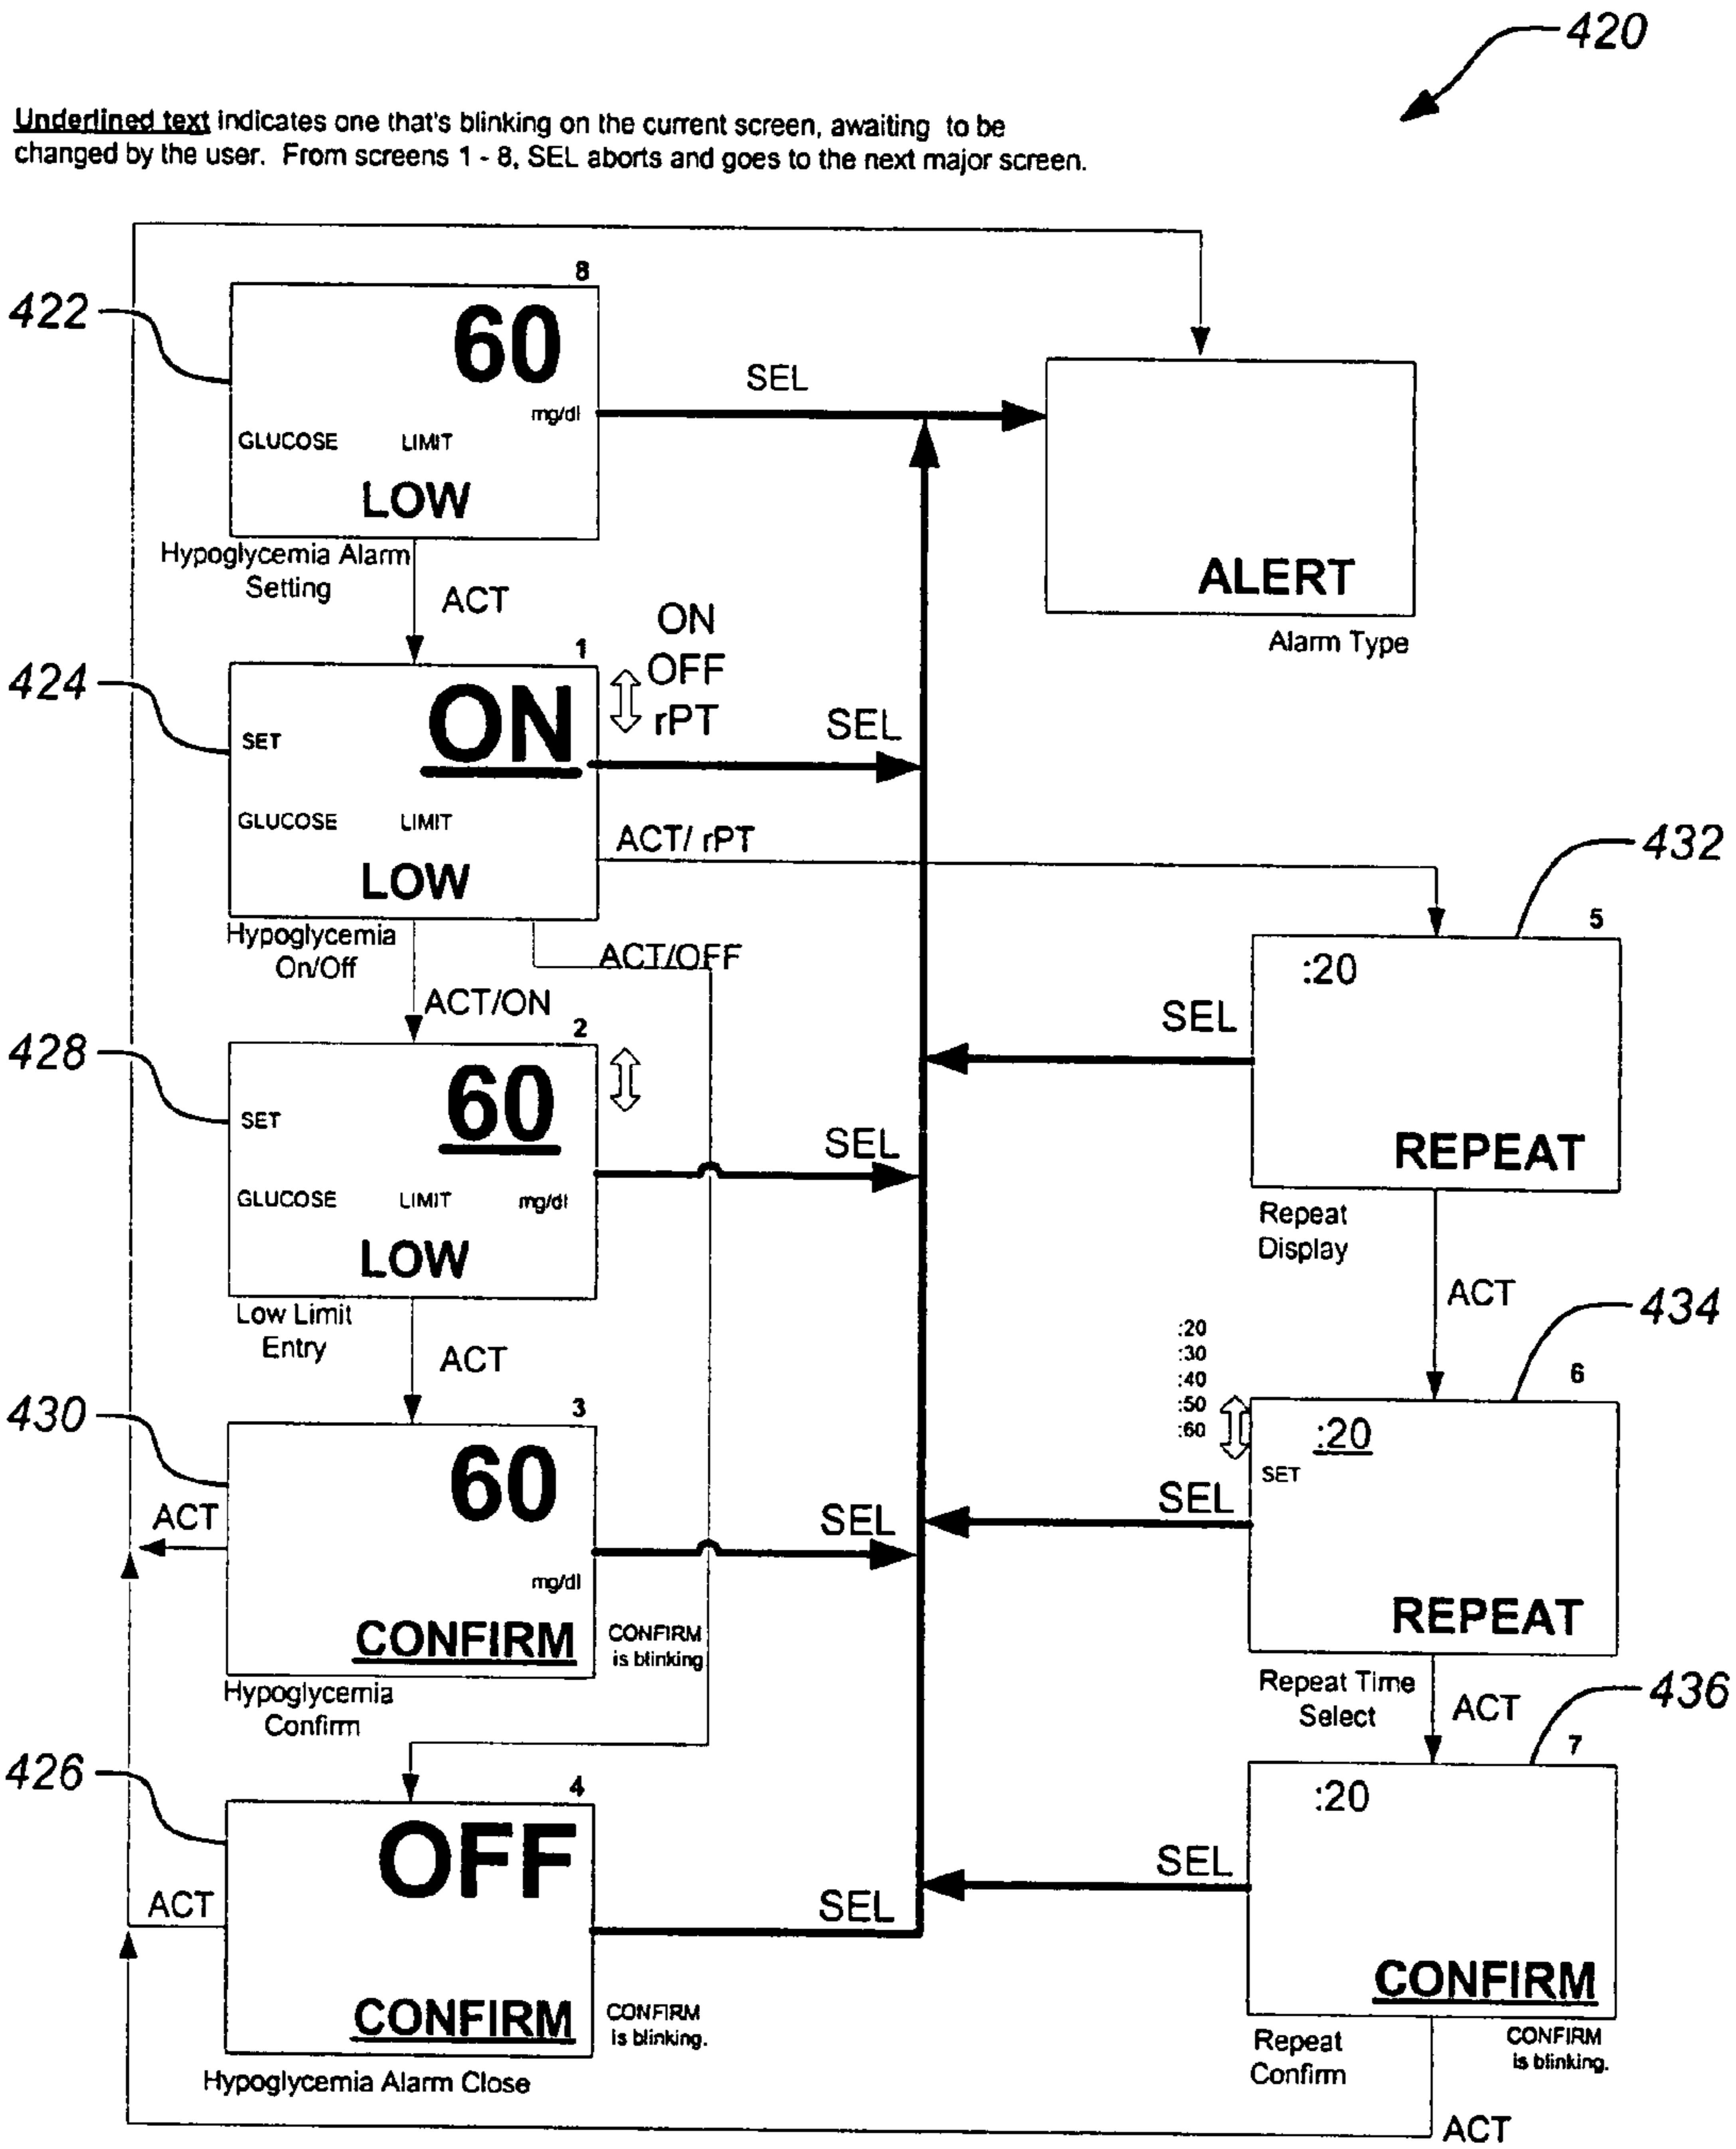 420
Underlined text indicates one that's blinking on the current screen, awaiting to be
changed by the user. From screens 1 - 8, SEL aborts and goes to the next major screen.
8
422
60
mg/dl
GLUCOSE LIMIT
LOW
Hypoglycemia Alarm
Setting
SEL
ALERT
Alarm Type
ACT
1
424
SET
ON
GLUCOSE LIMIT
LOW
Hypoglycemia
On/Off
ON
OFF
rPT
SEL
ACT/ rPT
ACT/OFF
ACT/ON
432
5
:20
REPEAT
Repeat
Display
SEL
2
428
SET
60
GLUCOSE LIMIT mg/dl
LOW
Low Limit
Entry
SEL
ACT
ACT
434
6
:20
:30
:40
:50
:60
:20
SET
REPEAT
Repeat Time
Select
SEL
3
430
60
mg/dl
CONFIRM
CONFIRM
is blinking
Hypoglycemia
Confirm
ACT
SEL
ACT
436
7
:20
CONFIRM
Repeat
Confirm
CONFIRM
is blinking.
SEL
4
426
OFF
CONFIRM
CONFIRM
is blinking.
Hypoglycemia Alarm Close
ACT
SEL
ACT